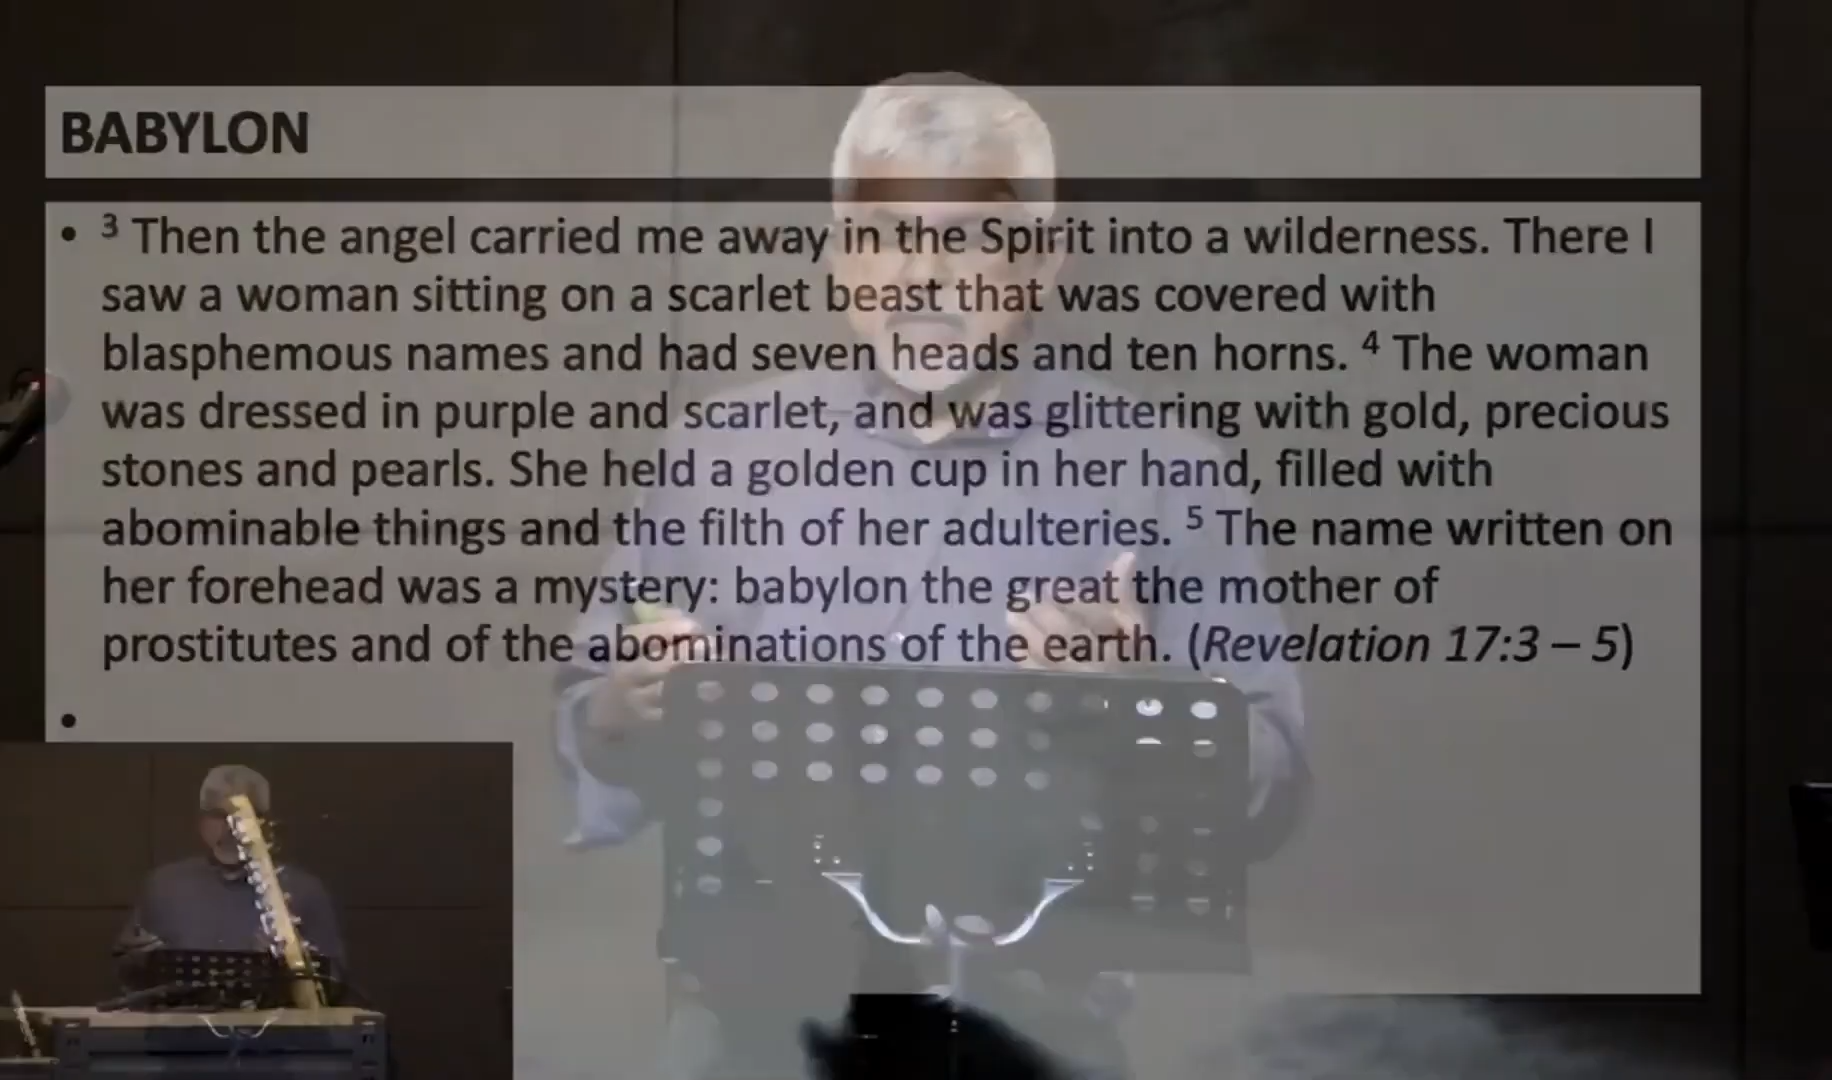 BABYLON
• ³ Then the angel carried me away in the Spirit into a wilderness. There I
saw a woman sitting on a scarlet beast that was covered with
blasphemous names and had seven heads and ten horns. ⁴ The woman
was dressed in purple and scarlet, and was glittering with gold, precious
stones and pearls. She held a golden cup in her hand, filled with
abominable things and the filth of her adulteries. ⁵ The name written on
her forehead was a mystery: babylon the great the mother of
prostitutes and of the abominations of the earth. (Revelation 17:3 – 5)
•